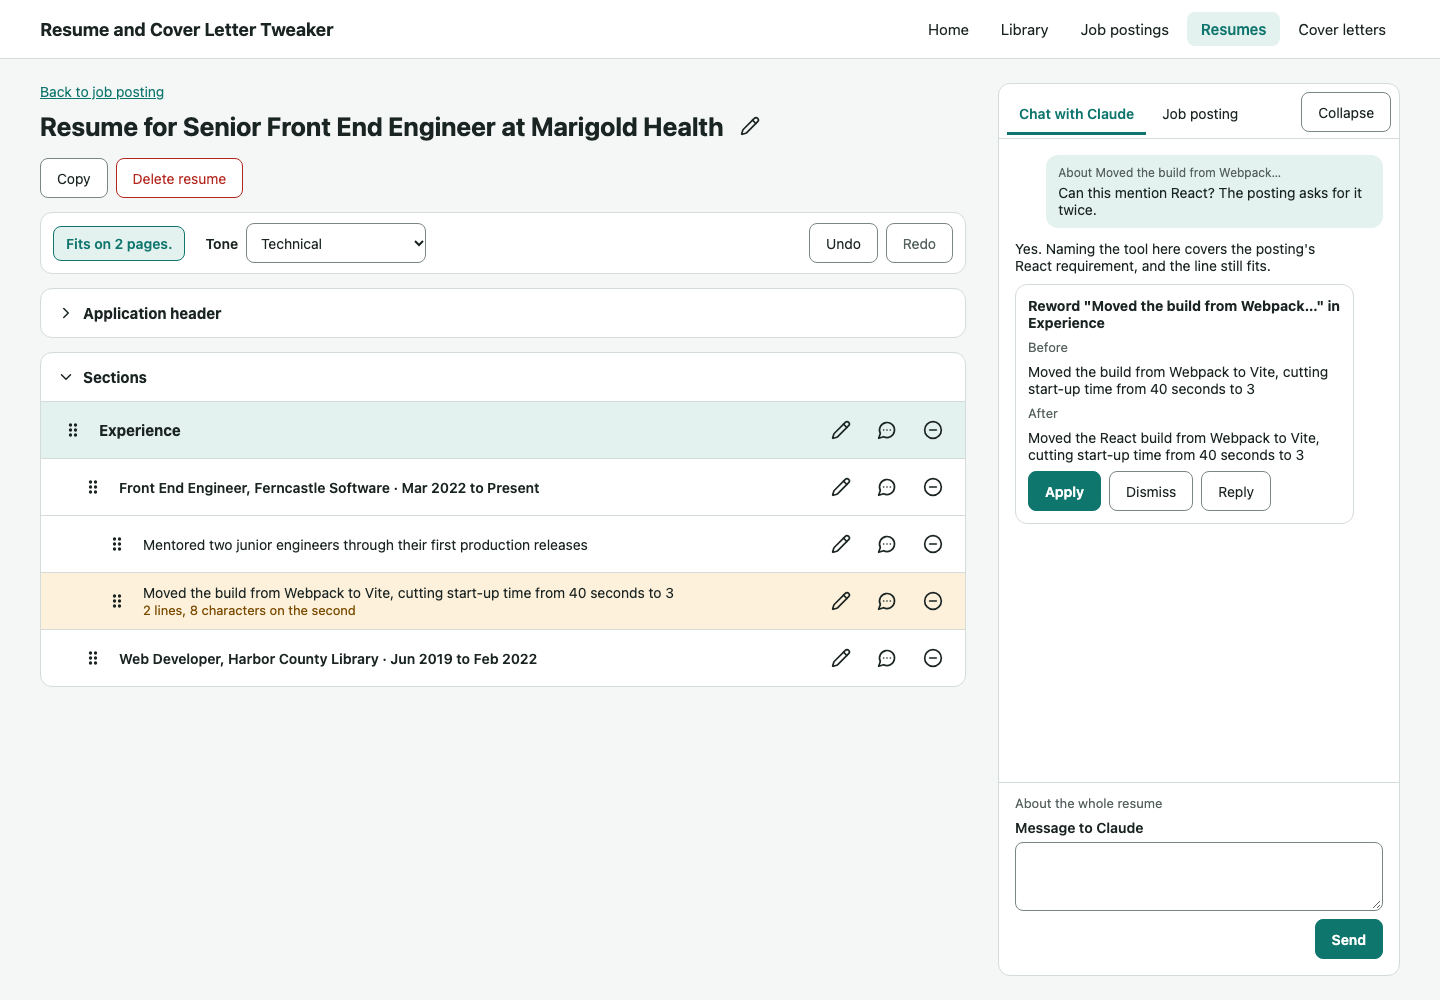 Resume and Cover Letter Tweaker
Home
Library
Job postings
Resumes
Cover letters
Back to job posting
Resume for Senior Front End Engineer at Marigold Health
Copy
Delete resume
Fits on 2 pages.
Tone
Technical
Undo
Redo
Application header
Sections
Experience
Front End Engineer, Ferncastle Software · Mar 2022 to Present
Mentored two junior engineers through their first production releases
Moved the build from Webpack to Vite, cutting start-up time from 40 seconds to 3
2 lines, 8 characters on the second
Web Developer, Harbor County Library · Jun 2019 to Feb 2022
Chat with Claude
Job posting
Collapse
About Moved the build from Webpack...
Can this mention React? The posting asks for it
twice.
Yes. Naming the tool here covers the posting's
React requirement, and the line still fits.
Reword "Moved the build from Webpack..." in
Experience
Before
Moved the build from Webpack to Vite, cutting
start-up time from 40 seconds to 3
After
Moved the React build from Webpack to Vite,
cutting start-up time from 40 seconds to 3
Apply
Dismiss
Reply
About the whole resume
Message to Claude
Send